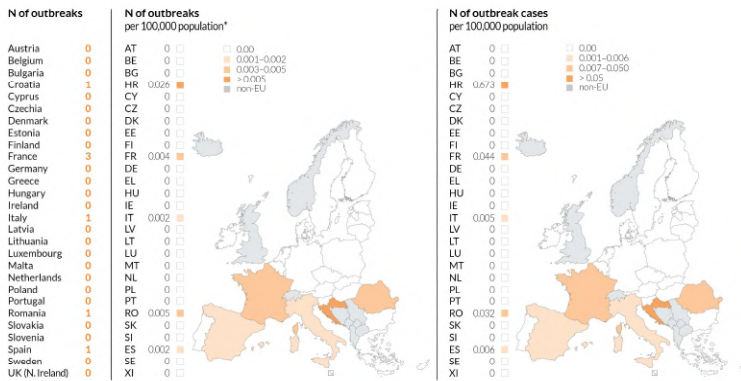 N of outbreaks
Austria 0
Belgium 0
Bulgaria 0
Croatia 1
Cyprus 0
Czechia 0
Denmark 0
Estonia 0
Finland 0
France 3
Germany 0
Greece 0
Hungary 0
Ireland 0
Italy 1
Latvia 0
Lithuania 0
Luxembourg 0
Malta 0
Netherlands 0
Poland 0
Portugal 0
Romania 1
Slovakia 0
Slovenia 0
Spain 1
Sweden 0
UK (N. Ireland) 0
N of outbreaks
per 100,000 population*
AT 0
BE 0
BG 0
HR 0.026
CY 0
CZ 0
DK 0
EE 0
FI 0
FR 0.004
DE 0
EL 0
HU 0
IE 0
IT 0.002
LV 0
LT 0
LU 0
MT 0
NL 0
PL 0
PT 0
RO 0.005
SK 0
SI 0
ES 0.002
SE 0
XI 0
0.00
0.001–0.002
0.003–0.005
>0.005
non-EU
N of outbreak cases
per 100,000 population
AT 0
BE 0
BG 0
HR 0.673
CY 0
CZ 0
DK 0
EE 0
FI 0
FR 0.044
DE 0
EL 0
HU 0
IE 0
IT 0.005
LV 0
LT 0
LU 0
MT 0
NL 0
PL 0
PT 0
RO 0.032
SK 0
SI 0
ES 0.006
SE 0
XI 0
0.00
0.001–0.006
0.007–0.050
>0.05
non-EU